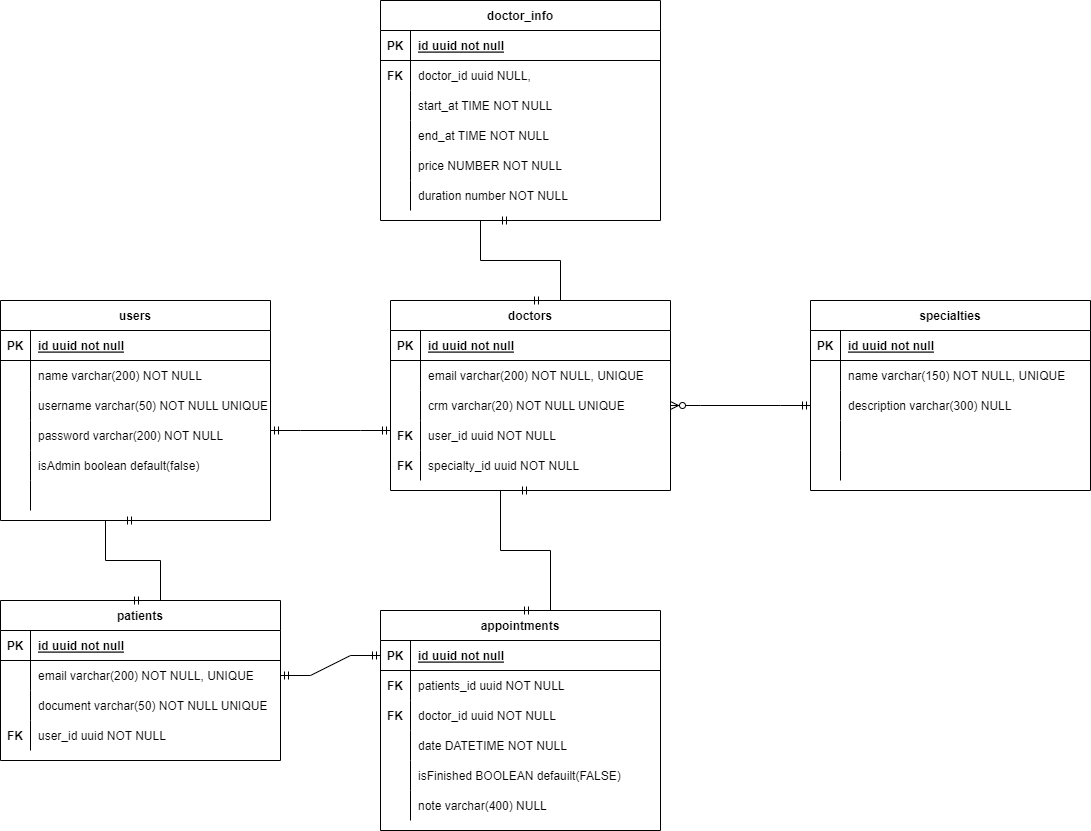 doctor_info
PK id uuid not null
FK doctor_id uuid NULL,
start_at TIME NOT NULL
end_at TIME NOT NULL
price NUMBER NOT NULL
duration number NOT NULL
users
PK id uuid not null
name varchar(200) NOT NULL
username varchar(50) NOT NULL UNIQUE
password varchar(200) NOT NULL
isAdmin boolean default(false)
doctors
PK id uuid not null
email varchar(200) NOT NULL, UNIQUE
crm varchar(20) NOT NULL UNIQUE
FK user_id uuid NOT NULL
FK specialty_id uuid NOT NULL
specialties
PK id uuid not null
name varchar(150) NOT NULL, UNIQUE
description varchar(300) NULL
patients
PK id uuid not null
email varchar(200) NOT NULL, UNIQUE
document varchar(50) NOT NULL UNIQUE
FK user_id uuid NOT NULL
appointments
PK id uuid not null
FK patients_id uuid NOT NULL
FK doctor_id uuid NOT NULL
date DATETIME NOT NULL
isFinished BOOLEAN defauilt(FALSE)
note varchar(400) NULL